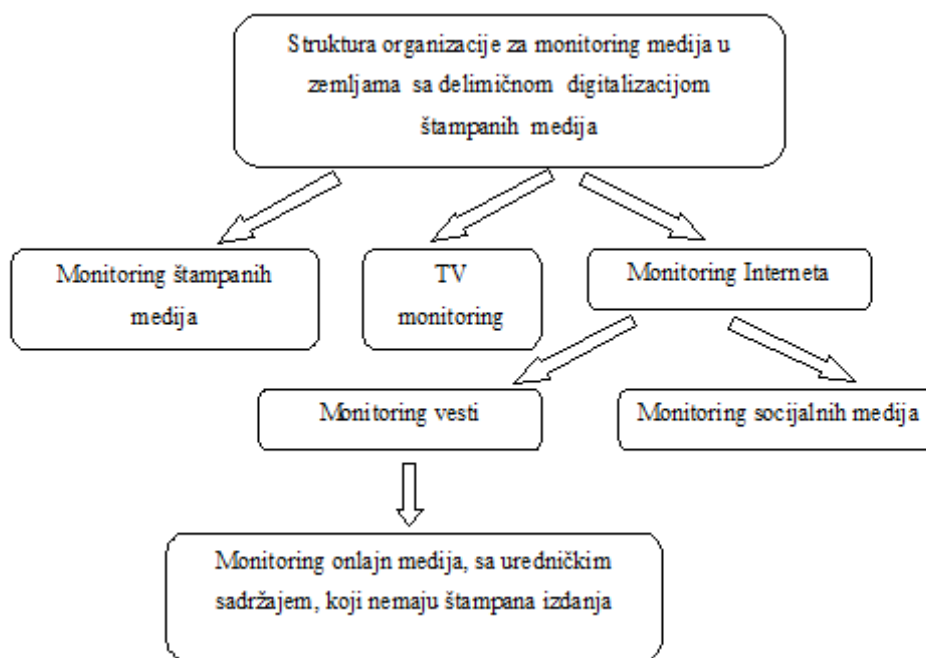 Struktura organizacije za monitoring medija u
zemljama sa delimičnom digitalizacijom
štampanih medija
Monitoring štampanih
medija
TV
monitoring
Monitoring Interneta
Monitoring vesti
Monitoring socijalnih medija
Monitoring onlajn medija, sa uredničkim
sadržajem, koji nemaju štampana izdanja